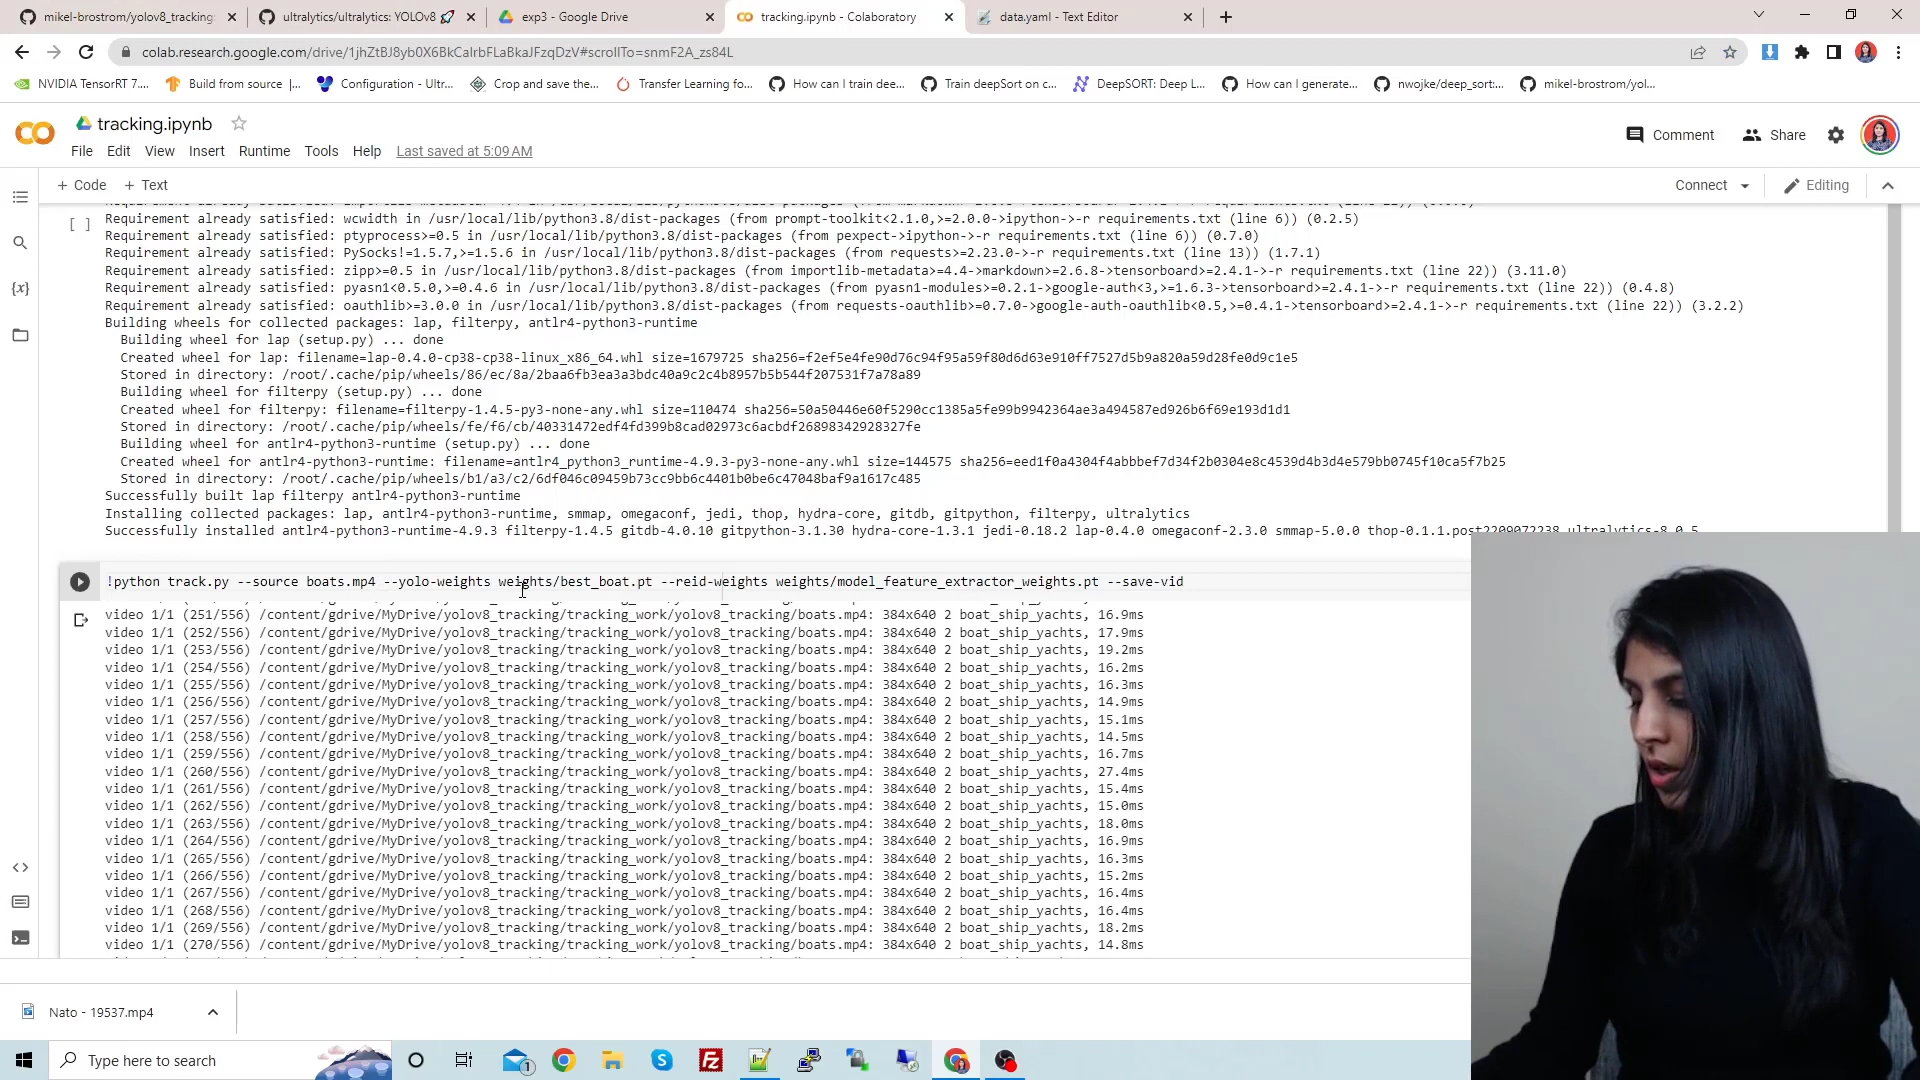 mikel-brostrom/yolov8_tracking:
ultralytics/ultralytics: YOLOv8 🚀
exp3 - Google Drive
tracking.ipynb - Colaboratory
data.yaml - Text Editor
colab.research.google.com/drive/1jhZtBJ8yb0X6BkCaIrbFLaBkaJFzqDzV#scrollTo=snmF2A_zs84L
NVIDIA TensorRT 7....
Build from source |...
Configuration - Ultr...
Crop and save the...
Transfer Learning fo...
How can I train dee...
Train deepSort on c...
DeepSORT: Deep L...
How can I generate...
nwojke/deep_sort:...
mikel-brostrom/yol...
tracking.ipynb
Comment
Share
File Edit View Insert Runtime Tools Help Last saved at 5:09 AM
+ Code + Text
Connect
Editing
Requirement already satisfied: wcwidth in /usr/local/lib/python3.8/dist-packages (from prompt-toolkit<2.1.0,>=2.0.0->ipython->-r requirements.txt (line 6)) (0.2.5)
Requirement already satisfied: ptyprocess>=0.5 in /usr/local/lib/python3.8/dist-packages (from pexpect->ipython->-r requirements.txt (line 6)) (0.7.0)
Requirement already satisfied: PySocks!=1.5.7,>=1.5.6 in /usr/local/lib/python3.8/dist-packages (from requests>=2.23.0->-r requirements.txt (line 13)) (1.7.1)
Requirement already satisfied: zipp>=0.5 in /usr/local/lib/python3.8/dist-packages (from importlib-metadata>=4.4->markdown>=2.6.8->tensorboard>=2.4.1->-r requirements.txt (line 22)) (3.11.0)
Requirement already satisfied: pyasn1<0.5.0,>=0.4.6 in /usr/local/lib/python3.8/dist-packages (from pyasn1-modules>=0.2.1->google-auth<3,>=1.6.3->tensorboard>=2.4.1->-r requirements.txt (line 22)) (0.4.8)
Requirement already satisfied: oauthlib>=3.0.0 in /usr/local/lib/python3.8/dist-packages (from requests-oauthlib>=0.7.0->google-auth-oauthlib<0.5,>=0.4.1->tensorboard>=2.4.1->-r requirements.txt (line 22)) (3.2.2)
Building wheels for collected packages: lap, filterpy, antlr4-python3-runtime
Building wheel for lap (setup.py) ... done
Created wheel for lap: filename=lap-0.4.0-cp38-cp38-linux_x86_64.whl size=1679725 sha256=f2ef5e4fe90d76c94f95a59f80d6d63e910ff7527d5b9a820a59d28fe0d9c1e5
Stored in directory: /root/.cache/pip/wheels/86/ec/8a/2baa6fb3ea3a3bdc40a9c2c4b8957b5b544f207531f7a78a89
Building wheel for filterpy (setup.py) ... done
Created wheel for filterpy: filename=filterpy-1.4.5-py3-none-any.whl size=110474 sha256=50a50446e60f5290cc1385a5fe99b9942364ae3a494587ed926b6f69e193d1d1
Stored in directory: /root/.cache/pip/wheels/fe/f6/cb/40331472edf4fd399b8cad02973c6acbdf26898342928327fe
Building wheel for antlr4-python3-runtime (setup.py) ... done
Created wheel for antlr4-python3-runtime: filename=antlr4_python3_runtime-4.9.3-py3-none-any.whl size=144575 sha256=eed1f0a4304f4abbbef7d34f2b0304e8c4539d4b3d4e579bb0745f10ca5f7b25
Stored in directory: /root/.cache/pip/wheels/b1/a3/c2/6df046c09459b73cc9bb6c4401b0be6c47048baf9a1617c485
Successfully built lap filterpy antlr4-python3-runtime
Installing collected packages: lap, antlr4-python3-runtime, smmap, omegaconf, jedi, thop, hydra-core, gitdb, gitpython, filterpy, ultralytics
Successfully installed antlr4-python3-runtime-4.9.3 filterpy-1.4.5 gitdb-4.0.10 gitpython-3.1.30 hydra-core-1.3.1 jedi-0.18.2 lap-0.4.0 omegaconf-2.3.0 smmap-5.0.0 thop-0.1.1.post2209072238 ultralytics-8.0.5
!python track.py --source boats.mp4 --yolo-weights weights/best_boat.pt --reid-weights weights/model_feature_extractor_weights.pt --save-vid
video 1/1 (251/556) /content/gdrive/MyDrive/yolov8_tracking/tracking_work/yolov8_tracking/boats.mp4: 384x640 2 boat_ship_yachts, 16.9ms
video 1/1 (252/556) /content/gdrive/MyDrive/yolov8_tracking/tracking_work/yolov8_tracking/boats.mp4: 384x640 2 boat_ship_yachts, 17.9ms
video 1/1 (253/556) /content/gdrive/MyDrive/yolov8_tracking/tracking_work/yolov8_tracking/boats.mp4: 384x640 2 boat_ship_yachts, 19.2ms
video 1/1 (254/556) /content/gdrive/MyDrive/yolov8_tracking/tracking_work/yolov8_tracking/boats.mp4: 384x640 2 boat_ship_yachts, 16.2ms
video 1/1 (255/556) /content/gdrive/MyDrive/yolov8_tracking/tracking_work/yolov8_tracking/boats.mp4: 384x640 2 boat_ship_yachts, 16.3ms
video 1/1 (256/556) /content/gdrive/MyDrive/yolov8_tracking/tracking_work/yolov8_tracking/boats.mp4: 384x640 2 boat_ship_yachts, 14.9ms
video 1/1 (257/556) /content/gdrive/MyDrive/yolov8_tracking/tracking_work/yolov8_tracking/boats.mp4: 384x640 2 boat_ship_yachts, 15.1ms
video 1/1 (258/556) /content/gdrive/MyDrive/yolov8_tracking/tracking_work/yolov8_tracking/boats.mp4: 384x640 2 boat_ship_yachts, 14.5ms
video 1/1 (259/556) /content/gdrive/MyDrive/yolov8_tracking/tracking_work/yolov8_tracking/boats.mp4: 384x640 2 boat_ship_yachts, 16.7ms
video 1/1 (260/556) /content/gdrive/MyDrive/yolov8_tracking/tracking_work/yolov8_tracking/boats.mp4: 384x640 2 boat_ship_yachts, 27.4ms
video 1/1 (261/556) /content/gdrive/MyDrive/yolov8_tracking/tracking_work/yolov8_tracking/boats.mp4: 384x640 2 boat_ship_yachts, 15.4ms
video 1/1 (262/556) /content/gdrive/MyDrive/yolov8_tracking/tracking_work/yolov8_tracking/boats.mp4: 384x640 2 boat_ship_yachts, 15.0ms
video 1/1 (263/556) /content/gdrive/MyDrive/yolov8_tracking/tracking_work/yolov8_tracking/boats.mp4: 384x640 2 boat_ship_yachts, 18.0ms
video 1/1 (264/556) /content/gdrive/MyDrive/yolov8_tracking/tracking_work/yolov8_tracking/boats.mp4: 384x640 2 boat_ship_yachts, 16.9ms
video 1/1 (265/556) /content/gdrive/MyDrive/yolov8_tracking/tracking_work/yolov8_tracking/boats.mp4: 384x640 2 boat_ship_yachts, 16.3ms
video 1/1 (266/556) /content/gdrive/MyDrive/yolov8_tracking/tracking_work/yolov8_tracking/boats.mp4: 384x640 2 boat_ship_yachts, 15.2ms
video 1/1 (267/556) /content/gdrive/MyDrive/yolov8_tracking/tracking_work/yolov8_tracking/boats.mp4: 384x640 2 boat_ship_yachts, 16.4ms
video 1/1 (268/556) /content/gdrive/MyDrive/yolov8_tracking/tracking_work/yolov8_tracking/boats.mp4: 384x640 2 boat_ship_yachts, 16.4ms
video 1/1 (269/556) /content/gdrive/MyDrive/yolov8_tracking/tracking_work/yolov8_tracking/boats.mp4: 384x640 2 boat_ship_yachts, 18.2ms
video 1/1 (270/556) /content/gdrive/MyDrive/yolov8_tracking/tracking_work/yolov8_tracking/boats.mp4: 384x640 2 boat_ship_yachts, 14.8ms
Nato - 19537.mp4
Type here to search